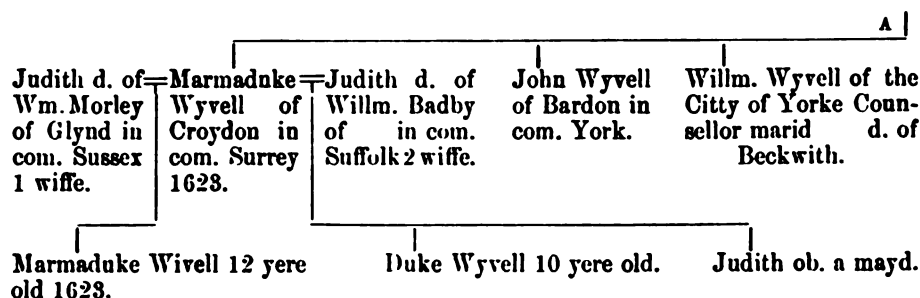 A
Judith d. of
Wm. Morley
of Glynd in
com. Sussex
1 wiffe.
Marmaduke
Wyvell of
Croydon in
com. Surrey
1623.
Judith d. of
Willm. Badby
of in com.
Suffolk 2 wiffe.
John Wyvell
of Bardon in
com. York.
Willm. Wyvell of the
Citty of Yorke Coun-
sellor marid d. of
Beckwith.
Marmaduke Wivell 12 yere
old 1623.
Duke Wyvell 10 yere old.
Judith ob. a mayd.